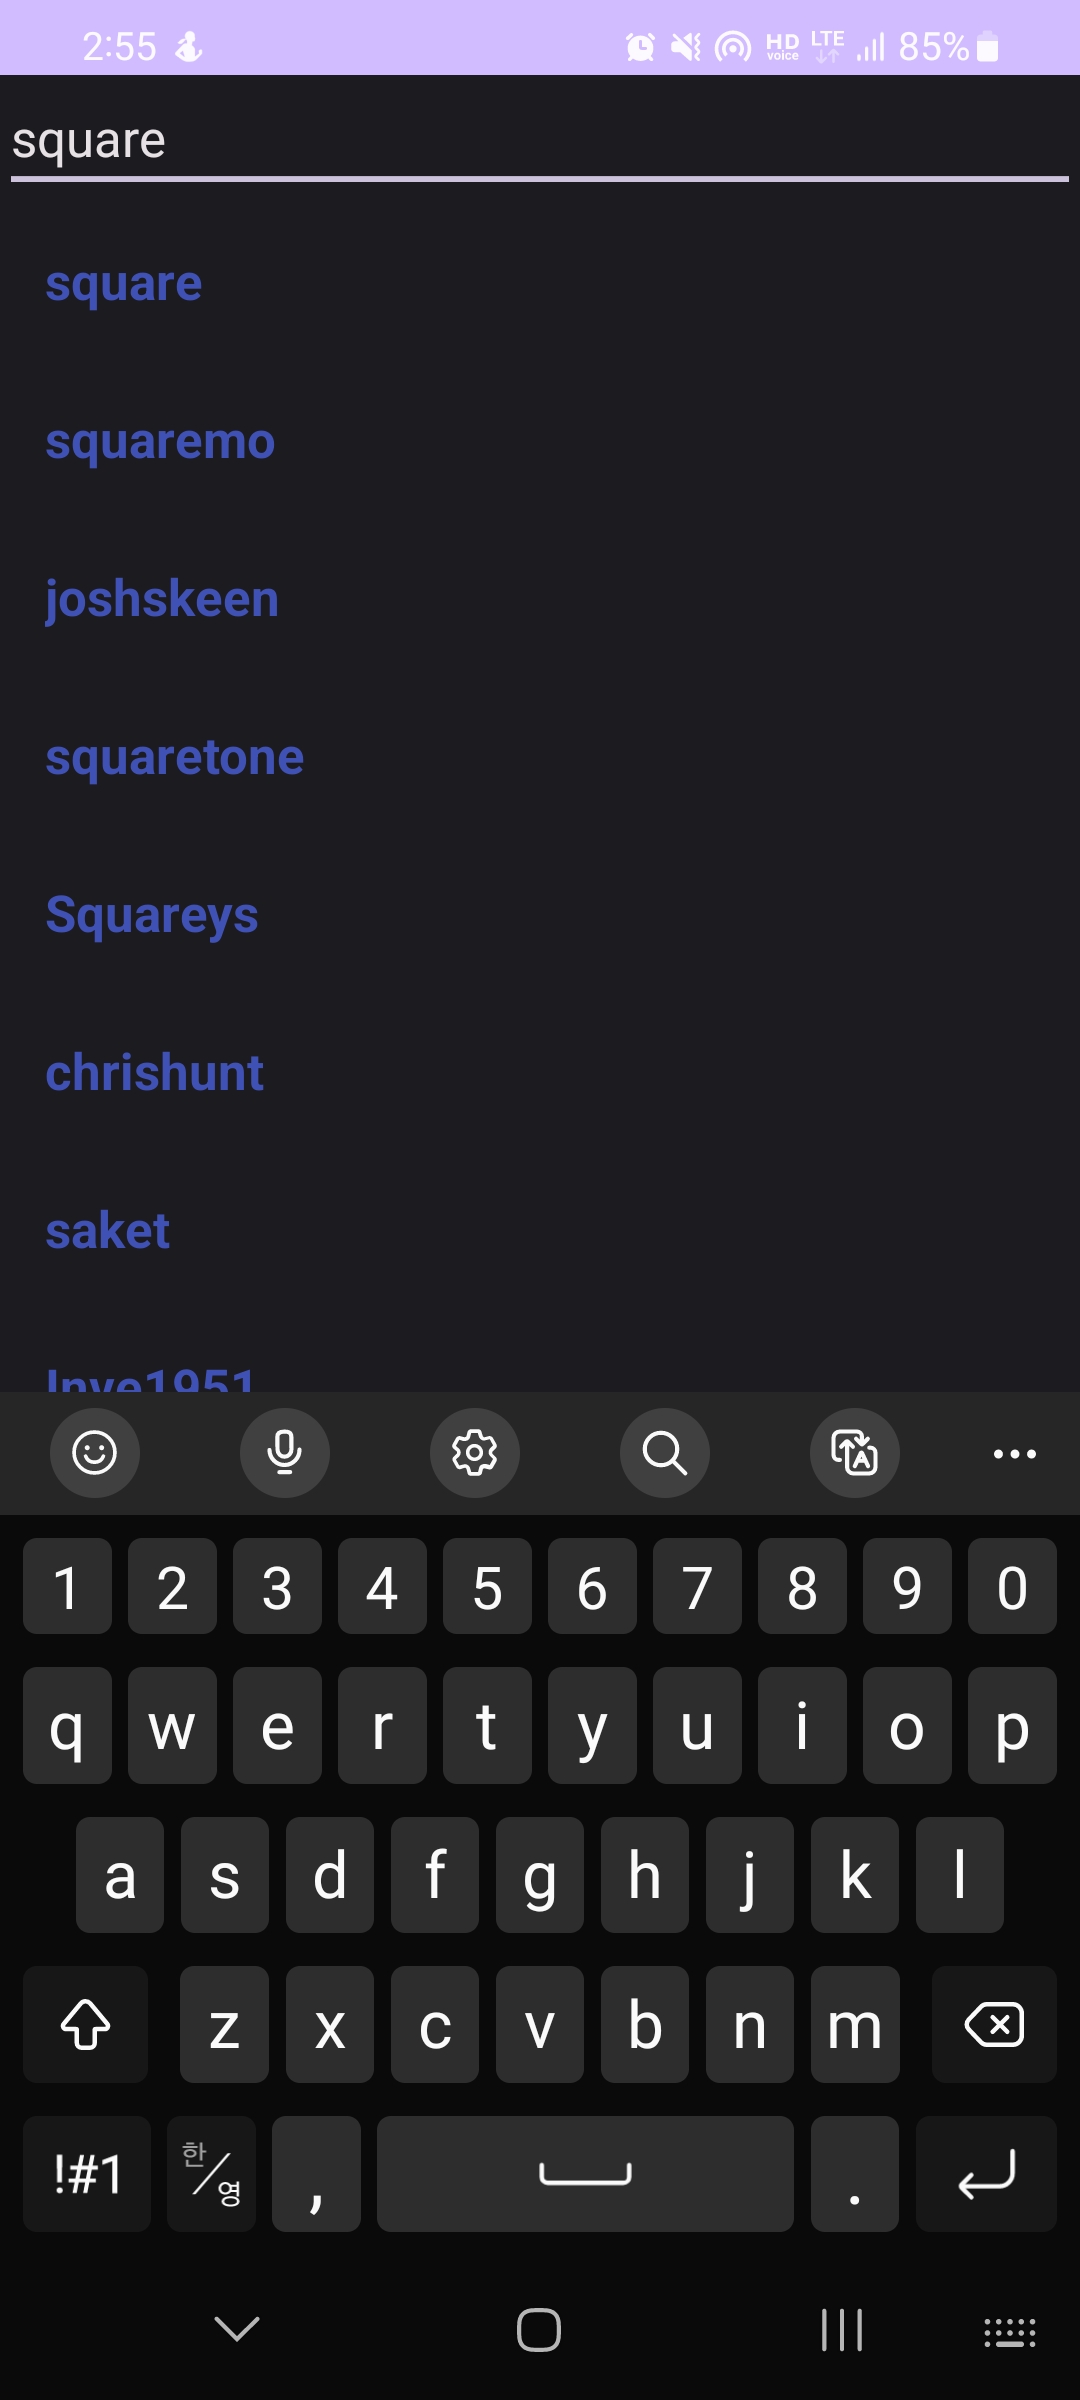 2:55 HD voice LTE 85%
square
square
squaremo
joshskeen
squaretone
Squareys
chrishunt
saket
Inve1951
1 2 3 4 5 6 7 8 9 0
q w e r t y u i o p
a s d f g h j k l
z x c v b n m
!#1 한/영 , .